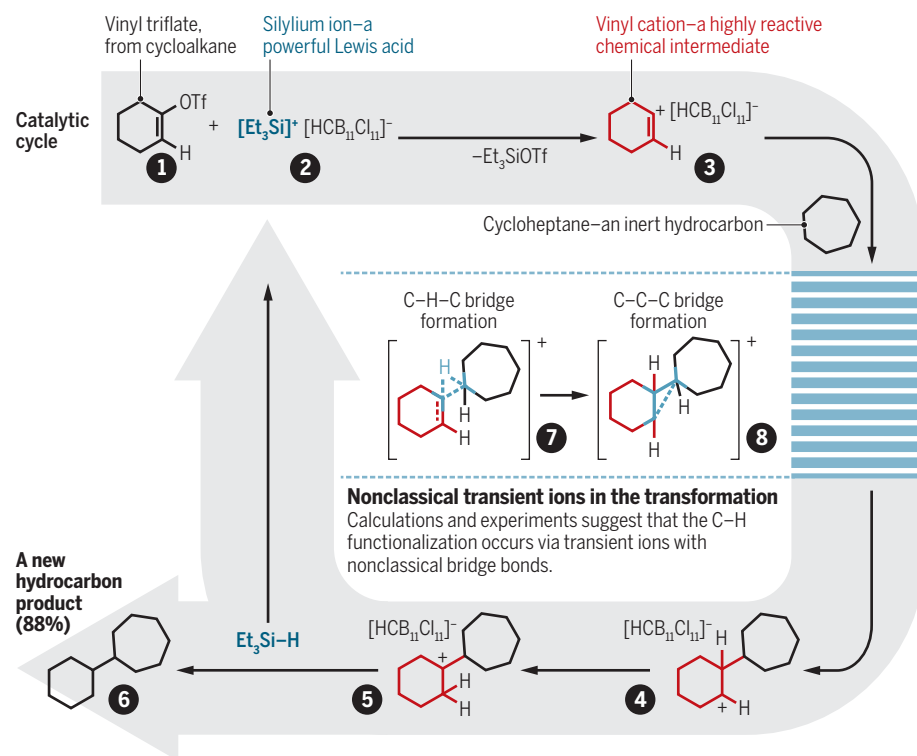 Vinyl triflate,
from cycloalkane
Silylium ion–a
powerful Lewis acid
Vinyl cation–a highly reactive
chemical intermediate
Catalytic
cycle
OTf
H
1
+
[Et₃Si]⁺ [HCB₁₁Cl₁₁]⁻
2
–Et₃SiOTf
+ [HCB₁₁Cl₁₁]⁻
H
3
Cycloheptane–an inert hydrocarbon
C–H–C bridge
formation
H
H
H
+
7
C–C–C bridge
formation
H
H
H
+
8
Nonclassical transient ions in the transformation
Calculations and experiments suggest that the C–H
functionalization occurs via transient ions with
nonclassical bridge bonds.
A new
hydrocarbon
product
(88%)
6
Et₃Si–H
[HCB₁₁Cl₁₁]⁻
+
H
H
5
[HCB₁₁Cl₁₁]⁻
H
+ H
4